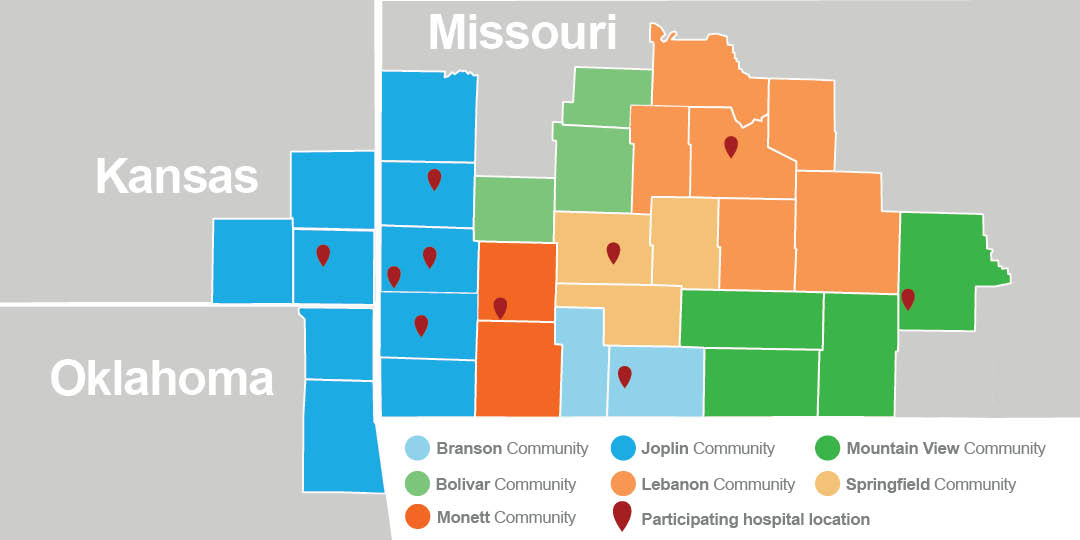 Missouri
Kansas
Oklahoma
Branson Community
Joplin Community
Mountain View Community
Bolivar Community
Lebanon Community
Springfield Community
Monett Community
Participating hospital location